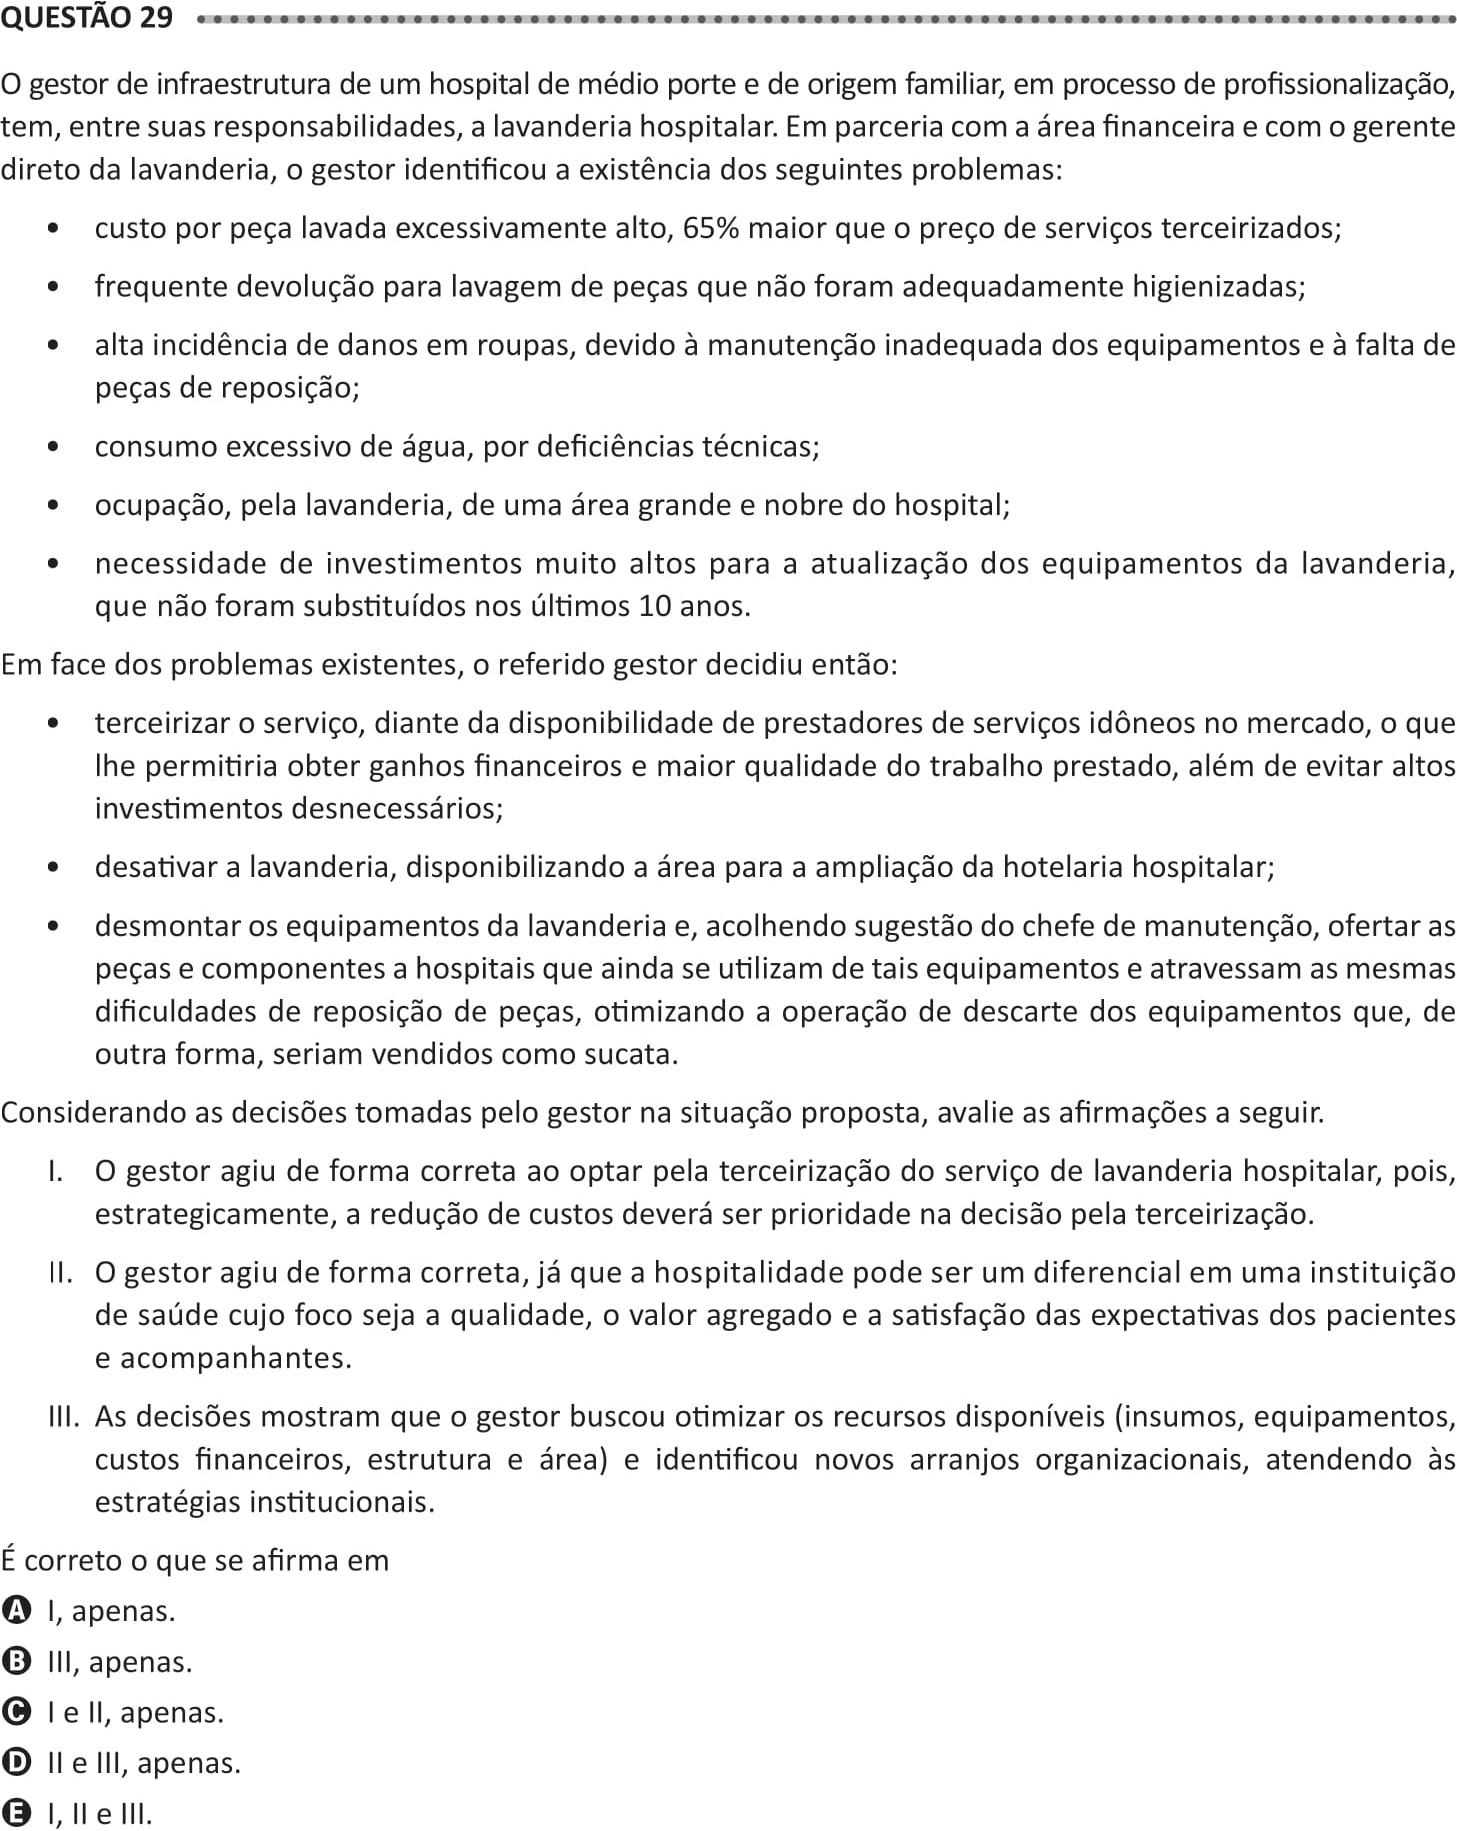 QUESTÃO 29
O gestor de infraestrutura de um hospital de médio porte e de origem familiar, em processo de profissionalização,
tem, entre suas responsabilidades, a lavanderia hospitalar. Em parceria com a área financeira e com o gerente
direto da lavanderia, o gestor identificou a existência dos seguintes problemas:
• custo por peça lavada excessivamente alto, 65% maior que o preço de serviços terceirizados;
• frequente devolução para lavagem de peças que não foram adequadamente higienizadas;
• alta incidência de danos em roupas, devido à manutenção inadequada dos equipamentos e à falta de
peças de reposição;
• consumo excessivo de água, por deficiências técnicas;
• ocupação, pela lavanderia, de uma área grande e nobre do hospital;
• necessidade de investimentos muito altos para a atualização dos equipamentos da lavanderia,
que não foram substituídos nos últimos 10 anos.
Em face dos problemas existentes, o referido gestor decidiu então:
• terceirizar o serviço, diante da disponibilidade de prestadores de serviços idôneos no mercado, o que
lhe permitiria obter ganhos financeiros e maior qualidade do trabalho prestado, além de evitar altos
investimentos desnecessários;
• desativar a lavanderia, disponibilizando a área para a ampliação da hotelaria hospitalar;
• desmontar os equipamentos da lavanderia e, acolhendo sugestão do chefe de manutenção, ofertar as
peças e componentes a hospitais que ainda se utilizam de tais equipamentos e atravessam as mesmas
dificuldades de reposição de peças, otimizando a operação de descarte dos equipamentos que, de
outra forma, seriam vendidos como sucata.
Considerando as decisões tomadas pelo gestor na situação proposta, avalie as afirmações a seguir.
I. O gestor agiu de forma correta ao optar pela terceirização do serviço de lavanderia hospitalar, pois,
estrategicamente, a redução de custos deverá ser prioridade na decisão pela terceirização.
II. O gestor agiu de forma correta, já que a hospitalidade pode ser um diferencial em uma instituição
de saúde cujo foco seja a qualidade, o valor agregado e a satisfação das expectativas dos pacientes
e acompanhantes.
III. As decisões mostram que o gestor buscou otimizar os recursos disponíveis (insumos, equipamentos,
custos financeiros, estrutura e área) e identificou novos arranjos organizacionais, atendendo às
estratégias institucionais.
É correto o que se afirma em
A I, apenas.
B III, apenas.
C I e II, apenas.
D II e III, apenas.
E I, II e III.